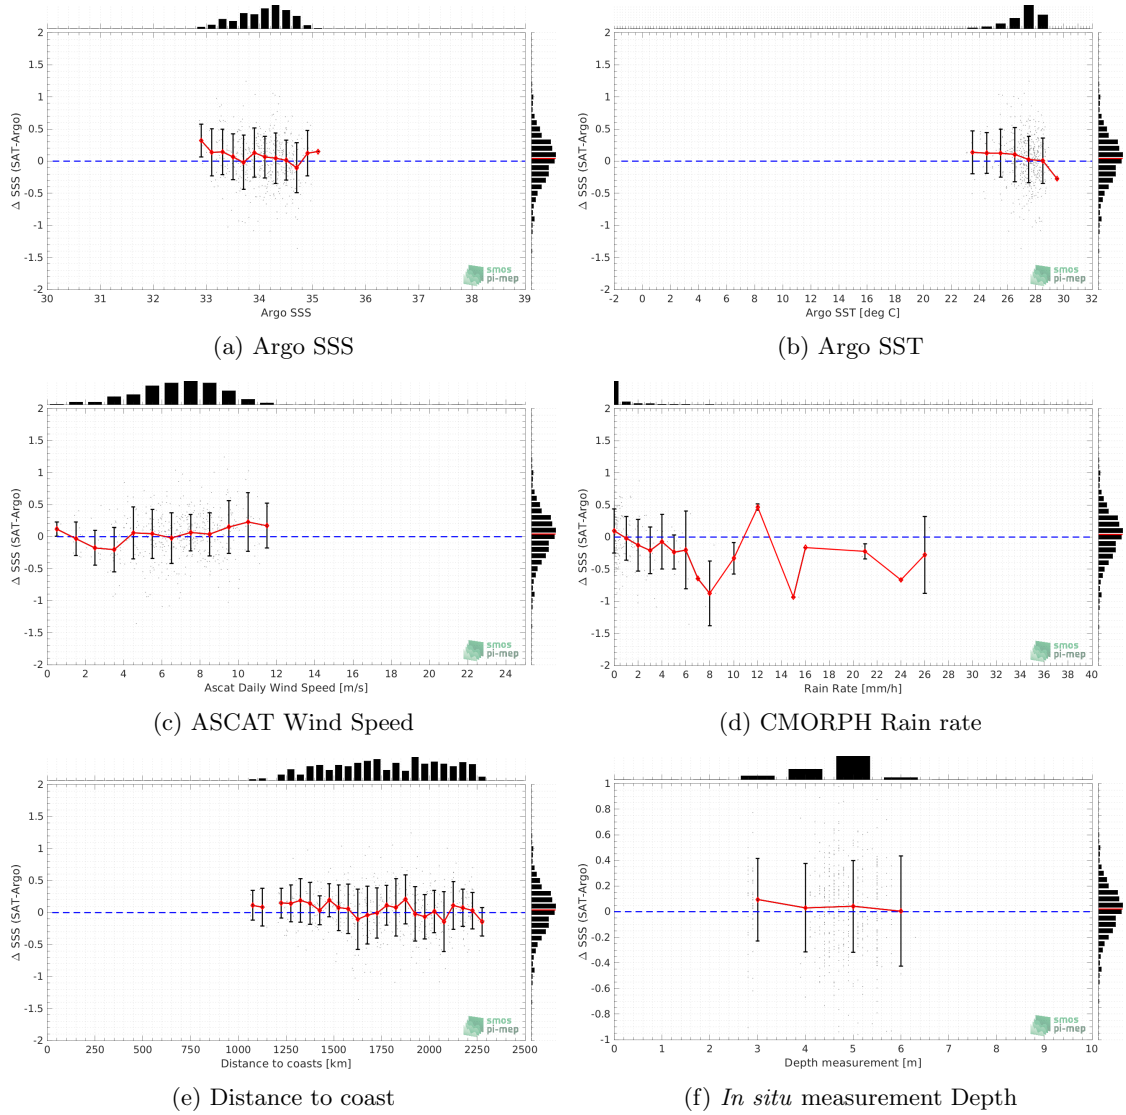 2
1.5
1
0.5
0
-0.5
-1
-1.5
-2
Δ SSS (SAT-Argo)
30 31 32 33 34 35 36 37 38 39
Argo SSS
smos
pi-mep
(a) Argo SSS
2
1.5
1
0.5
0
-0.5
-1
-1.5
-2
Δ SSS (SAT-Argo)
-2 0 2 4 6 8 10 12 14 16 18 20 22 24 26 28 30 32
Argo SST [deg C]
smos
pi-mep
(b) Argo SST
2
1.5
1
0.5
0
-0.5
-1
-1.5
-2
Δ SSS (SAT-Argo)
0 2 4 6 8 10 12 14 16 18 20 22 24
Ascat Daily Wind Speed [m/s]
smos
pi-mep
(c) ASCAT Wind Speed
2
1.5
1
0.5
0
-0.5
-1
-1.5
-2
Δ SSS (SAT-Argo)
0 2 4 6 8 10 12 14 16 18 20 22 24 26 28 30 32 34 36 38 40
Rain Rate [mm/h]
smos
pi-mep
(d) CMORPH Rain rate
2
1.5
1
0.5
0
-0.5
-1
-1.5
-2
Δ SSS (SAT-Argo)
0 250 500 750 1000 1250 1500 1750 2000 2250 2500
Distance to coasts [km]
smos
pi-mep
(e) Distance to coast
1
0.8
0.6
0.4
0.2
0
-0.2
-0.4
-0.6
-0.8
-1
Δ SSS (SAT-Argo)
0 1 2 3 4 5 6 7 8 9 10
Depth measurement [m]
smos
pi-mep
(f) In situ measurement Depth